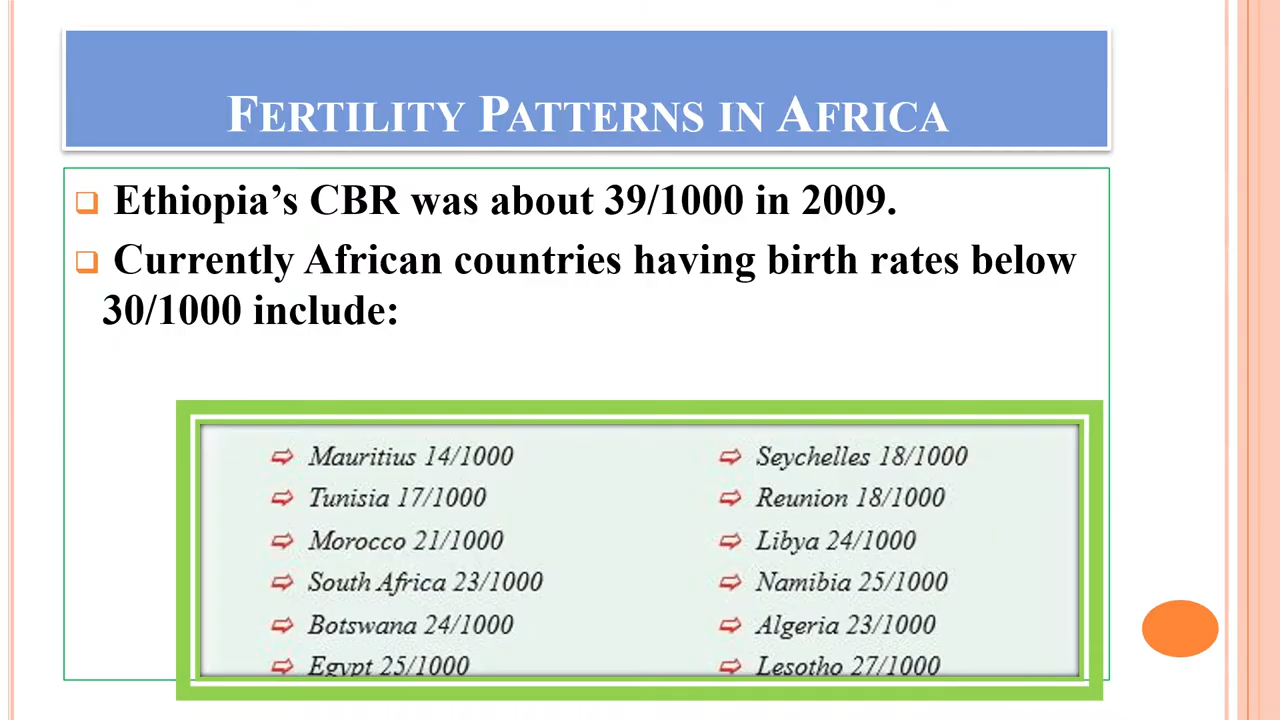 FERTILITY PATTERNS IN AFRICA
Ethiopia’s CBR was about 39/1000 in 2009.
Currently African countries having birth rates below
30/1000 include:
Mauritius 14/1000
Tunisia 17/1000
Morocco 21/1000
South Africa 23/1000
Botswana 24/1000
Egypt 25/1000
Seychelles 18/1000
Reunion 18/1000
Libya 24/1000
Namibia 25/1000
Algeria 23/1000
Lesotho 27/1000